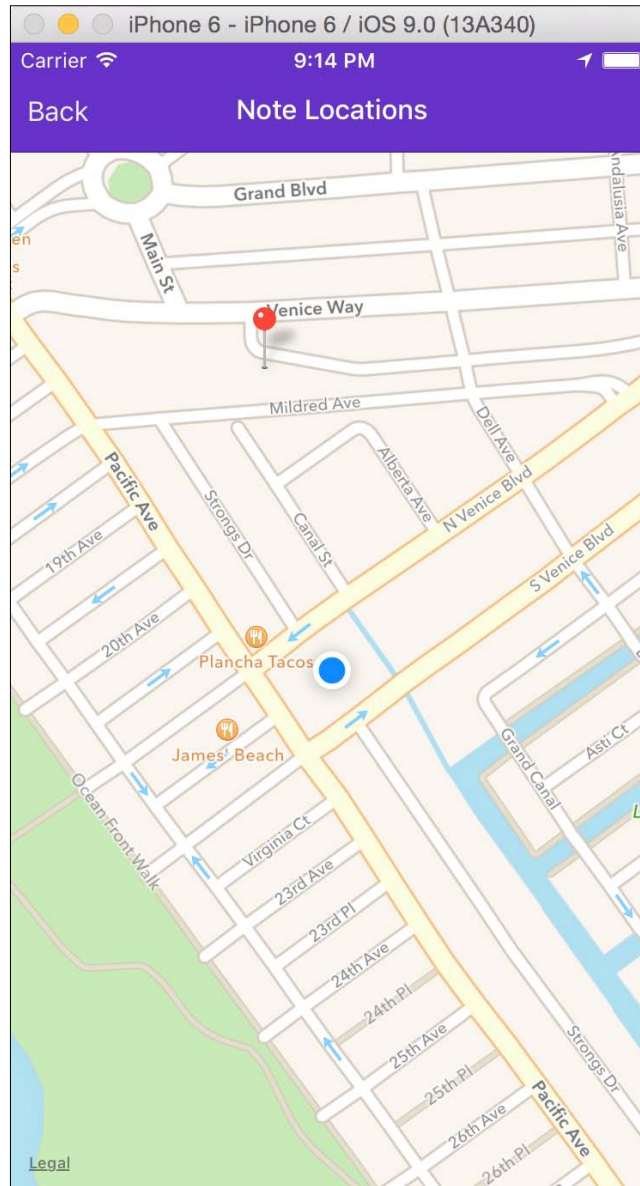 iPhone 6 - iPhone 6 / iOS 9.0 (13A340)
Carrier
9:14 PM
Back
Note Locations
Grand Blvd
Andalusia Ave
Main St
en
s
Venice Way
Mildred Ave
Dell Ave
Pacific Ave
Alberta Ave
Strongs Dr
Canal St
N Venice Blvd
S Venice Blvd
19th Ave
20th Ave
Plancha Tacos
James' Beach
Grand Canal
Asti Ct
L
Ocean Front Walk
Virginia Ct
23rd Ave
23rd Pl
24th Ave
24th Pl
25th Ave
Strongs Dr
25th Pl
Pacific Ave
26th Ave
26th Pl
Legal